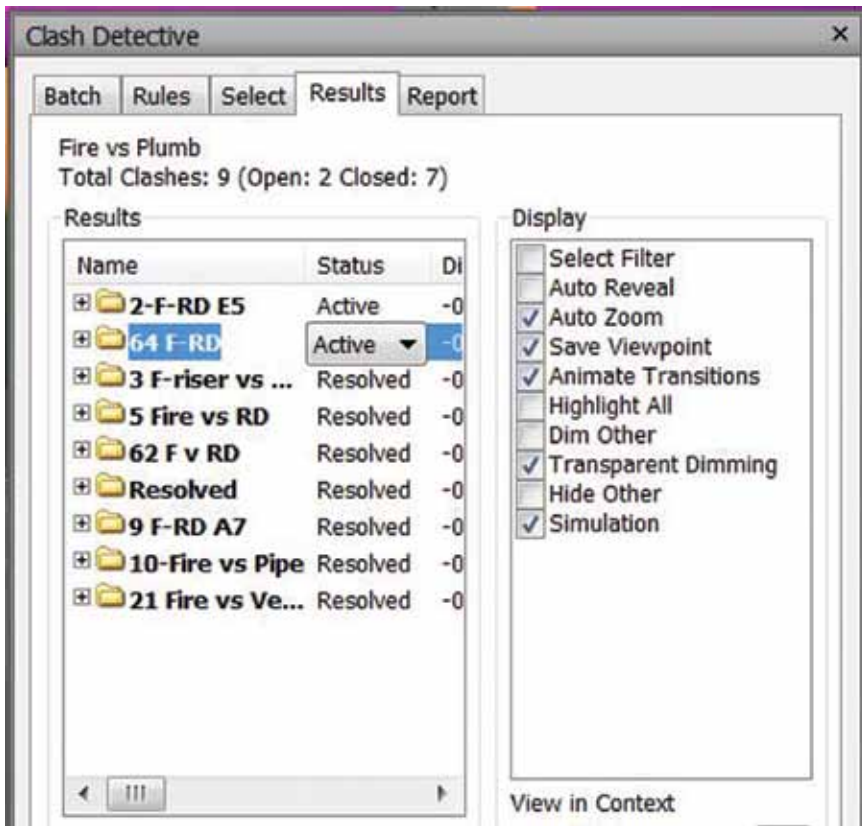 Clash Detective
Batch Rules Select Results Report
Fire vs Plumb
Total Clashes: 9 (Open: 2 Closed: 7)
Results
Name Status Di
2-F-RD E5 Active -0
64 F-RD Active -0
3 F-riser vs ... Resolved -0
5 Fire vs RD Resolved -0
62 F v RD Resolved -0
Resolved Resolved -0
9 F-RD A7 Resolved -0
10-Fire vs Pipe Resolved -0
21 Fire vs Ve... Resolved -0
Display
Select Filter
Auto Reveal
Auto Zoom
Save Viewpoint
Animate Transitions
Highlight All
Dim Other
Transparent Dimming
Hide Other
Simulation
View in Context